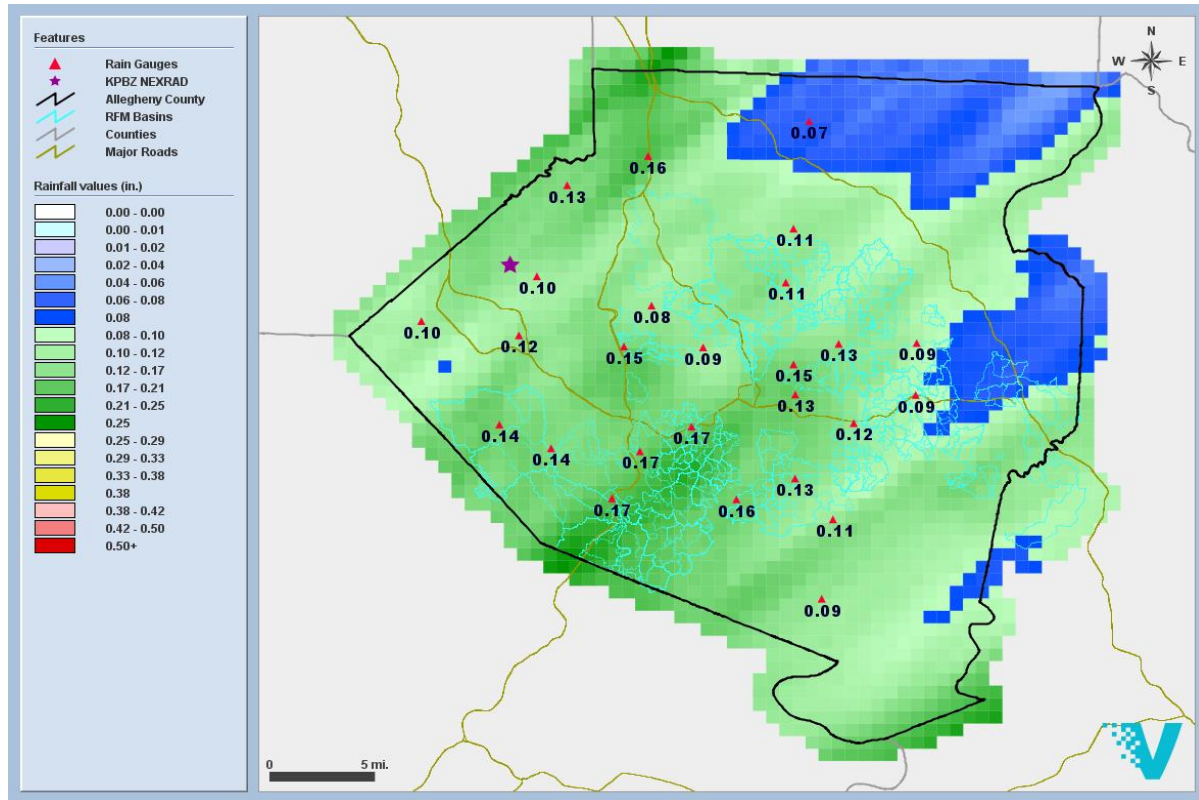 Features
Rain Gauges
KPBZ NEXRAD
Allegheny County
RFM Basins
Counties
Major Roads
Rainfall values (in.)
0.00 - 0.00
0.00 - 0.01
0.01 - 0.02
0.02 - 0.04
0.04 - 0.06
0.06 - 0.08
0.08
0.08 - 0.10
0.10 - 0.12
0.12 - 0.17
0.17 - 0.21
0.21 - 0.25
0.25
0.25 - 0.29
0.29 - 0.33
0.33 - 0.38
0.38
0.38 - 0.42
0.42 - 0.50
0.50+
N
W E
S
0.07
0.16
0.13
0.11
0.10
0.11
0.08
0.10
0.12
0.15
0.09
0.13
0.09
0.15
0.13
0.09
0.14
0.17
0.12
0.14
0.17
0.13
0.17
0.16
0.11
0.09
0 5 mi.
V